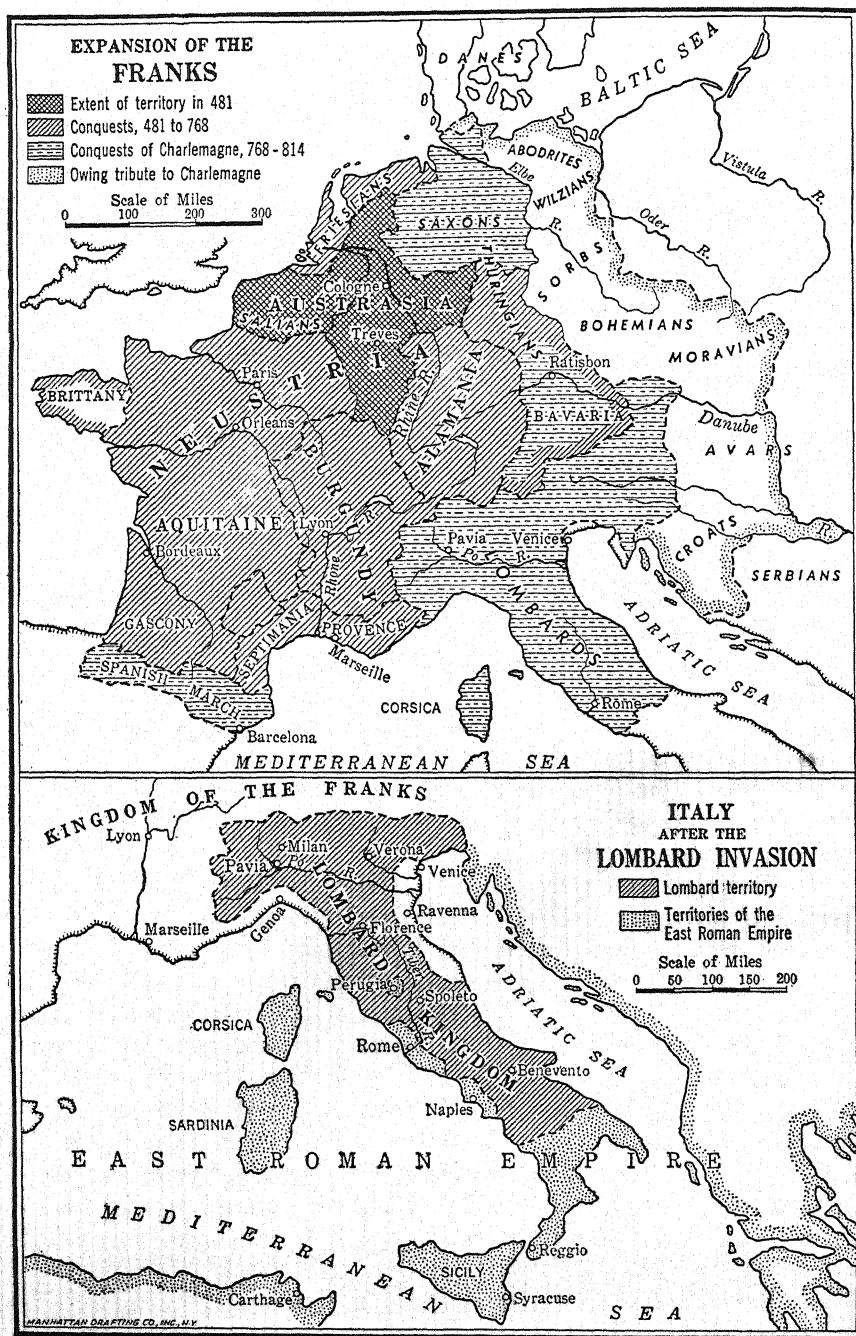 EXPANSION OF THE
FRANKS
Extent of territory in 481
Conquests, 481 to 768
Conquests of Charlemagne, 768-814
Owing tribute to Charlemagne
Scale of Miles
0 100 200 300
DANES
BALTIC SEA
ABODRITES
Elbe
WILZIANS
R.
Vistula
R.
Oder
R.
FRIESEANS
SAXONS
THURINGIANS
SORBS
Cologne
AUSTRASIA
SALIANS
Treves
BOHEMIANS
MORAVIANS
Paris
NEUSTRIA
Rhine R.
ALAMANIA
Ratisbon
BRITTANY
Orleans
BAVARIA
Danube
AVARS
BURGUNDY
AQUITAINE
Lyon
Rhone
R.
Bordeaux
Pavia
Po
R.
Venice
LOMBARDS
CROATS
R.
SERBIANS
GASCONY
SEPTIMANIA
PROVENCE
Marseille
ADRIATIC SEA
SPANISH
MARCH
CORSICA
Rome
Barcelona
MEDITERRANEAN SEA
KINGDOM OF THE FRANKS
ITALY
AFTER THE
LOMBARD INVASION
Lombard territory
Territories of the
East Roman Empire
Scale of Miles
0 50 100 150 200
Lyon
Milan
Verona
Pavia
Po
R.
Venice
LOMBARD
Ravenna
Marseille
Genoa
Florence
Tiber
Perugia
Spoleto
ADRIATIC SEA
CORSICA
KINGDOM
Rome
Benevento
Naples
SARDINIA
EAST ROMAN EMPIRE
MEDITERRANEAN
SEA
Reggio
SICILY
Carthage
Syracuse
MANHATTAN DRAFTING CO., INC., N.Y.